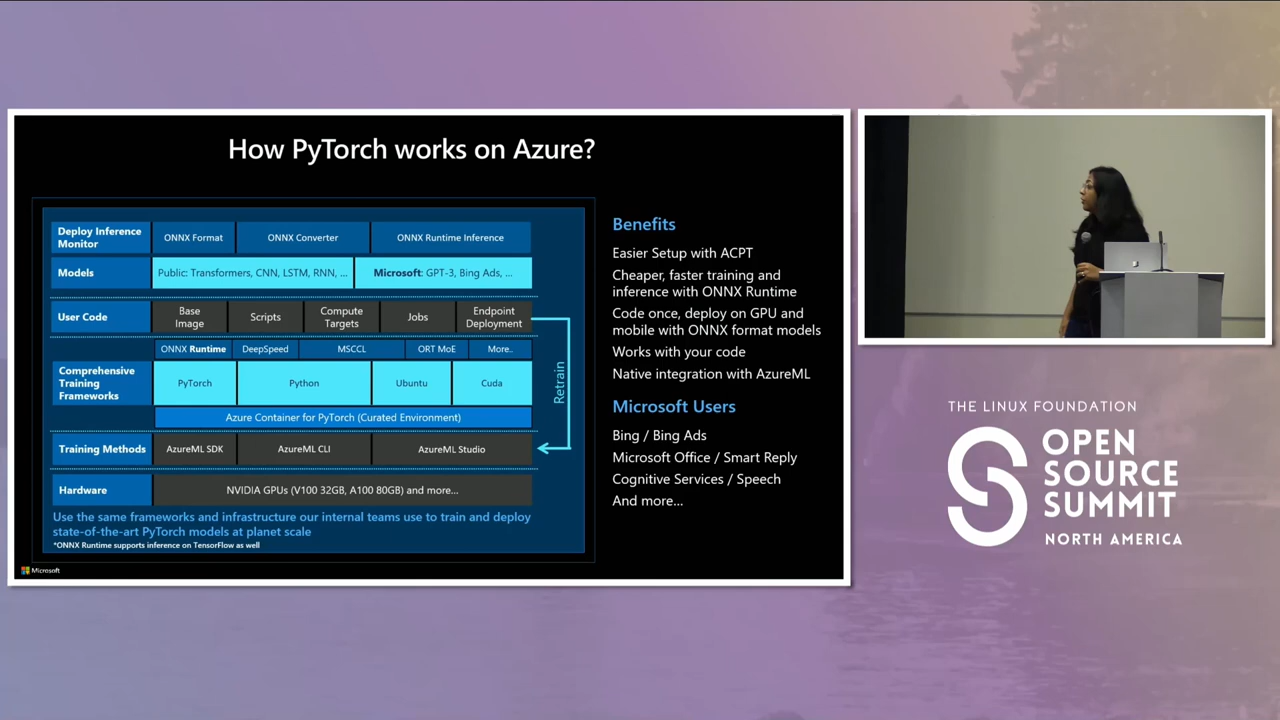 How PyTorch works on Azure?
Deploy Inference
Monitor
ONNX Format
ONNX Converter
ONNX Runtime Inference
Models
Public: Transformers, CNN, LSTM, RNN, ...
Microsoft: GPT-3, Bing Ads, ...
User Code
Base
Image
Scripts
Compute
Targets
Jobs
Endpoint
Deployment
ONNX Runtime
DeepSpeed
MSCCL
ORT MoE
More..
Comprehensive
Training
Frameworks
PyTorch
Python
Ubuntu
Cuda
Azure Container for PyTorch (Curated Environment)
Retrain
Training Methods
AzureML SDK
AzureML CLI
AzureML Studio
Hardware
NVIDIA GPUs (V100 32GB, A100 80GB) and more...
Use the same frameworks and infrastructure our internal teams use to train and deploy
state-of-the-art PyTorch models at planet scale
*ONNX Runtime supports inference on TensorFlow as well
Microsoft
Benefits
Easier Setup with ACPT
Cheaper, faster training and
inference with ONNX Runtime
Code once, deploy on GPU and
mobile with ONNX format models
Works with your code
Native integration with AzureML
Microsoft Users
Bing / Bing Ads
Microsoft Office / Smart Reply
Cognitive Services / Speech
And more...
THE LINUX FOUNDATION
OPEN
SOURCE
SUMMIT
NORTH AMERICA